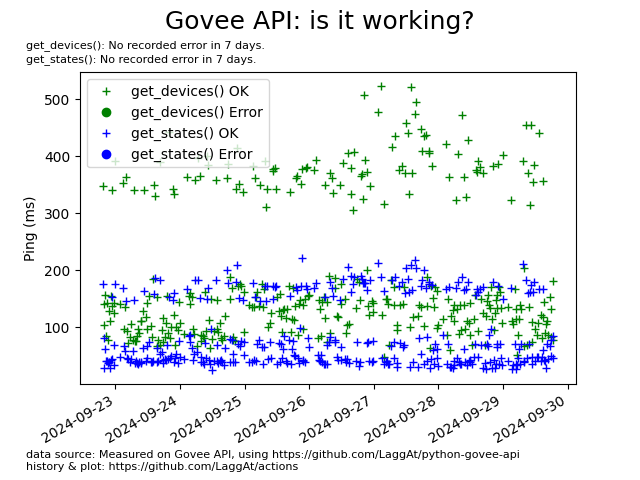 Govee API: is it working?
get_devices(): No recorded error in 7 days.
get_states(): No recorded error in 7 days.
get_devices() OK
get_devices() Error
get_states() OK
get_states() Error
Ping (ms)
500
400
300
200
100
2024-09-23
2024-09-24
2024-09-25
2024-09-26
2024-09-27
2024-09-28
2024-09-29
2024-09-30
data source: Measured on Govee API, using https://github.com/LaggAt/python-govee-api
history & plot: https://github.com/LaggAt/actions